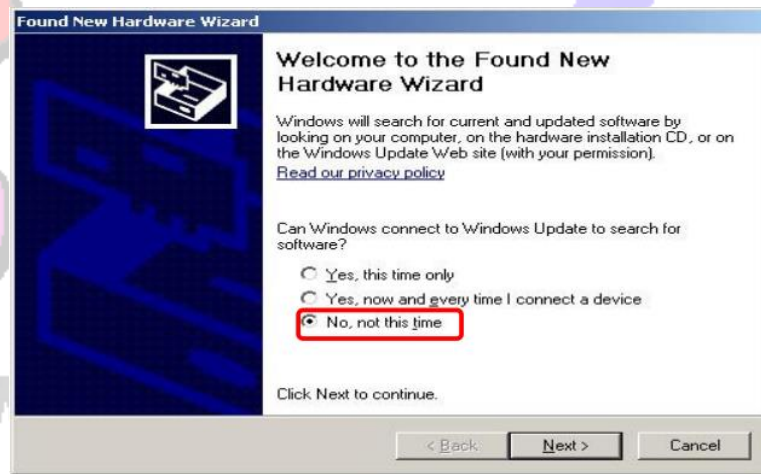 Found New Hardware Wizard
Welcome to the Found New
Hardware Wizard
Windows will search for current and updated software by
looking on your computer, on the hardware installation CD, or on
the Windows Update Web site (with your permission).
Read our privacy policy
Can Windows connect to Windows Update to search for
software?
Yes, this time only
Yes, now and every time I connect a device
No, not this time
Click Next to continue.
< Back
Next >
Cancel